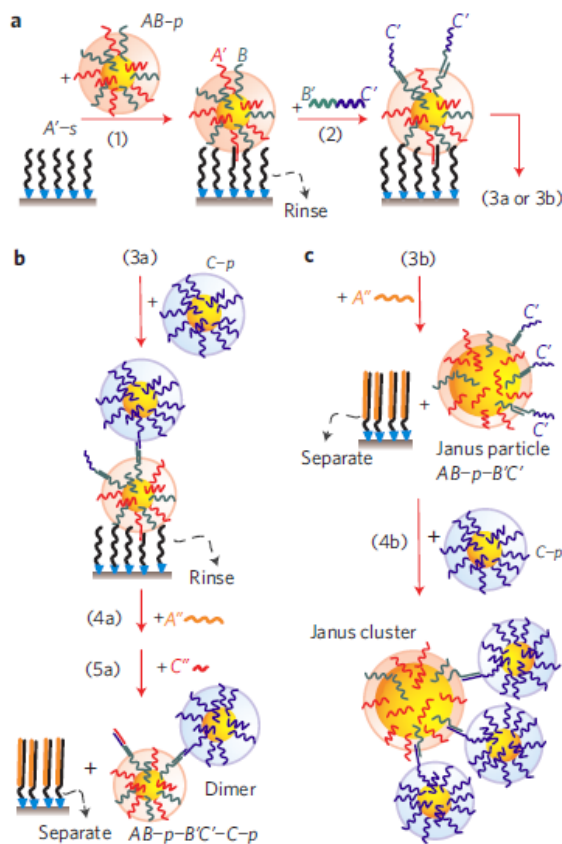 a
AB–p
+
A'–s
(1)
A' B
+B' C'
(2)
C' C'
Rinse
(3a or 3b)
b
(3a)
+
C–p
Rinse
(4a)
+A''
(5a)
+ C''
+
Separate
Dimer
AB–p–B'C'–C–p
c
(3b)
+ A''
C'
C'
C'
+
Separate
Janus particle
AB–p–B'C'
(4b)
+
C–p
Janus cluster